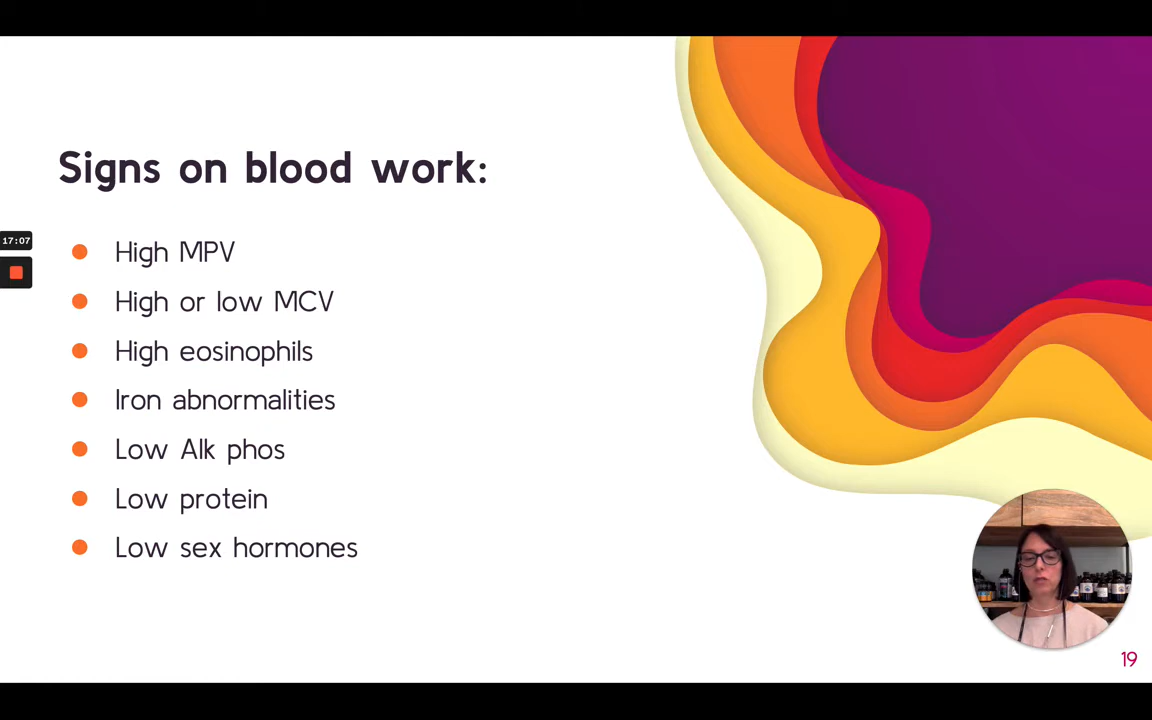 Signs on blood work:
17:07
High MPV
High or low MCV
High eosinophils
Iron abnormalities
Low Alk phos
Low protein
Low sex hormones
19